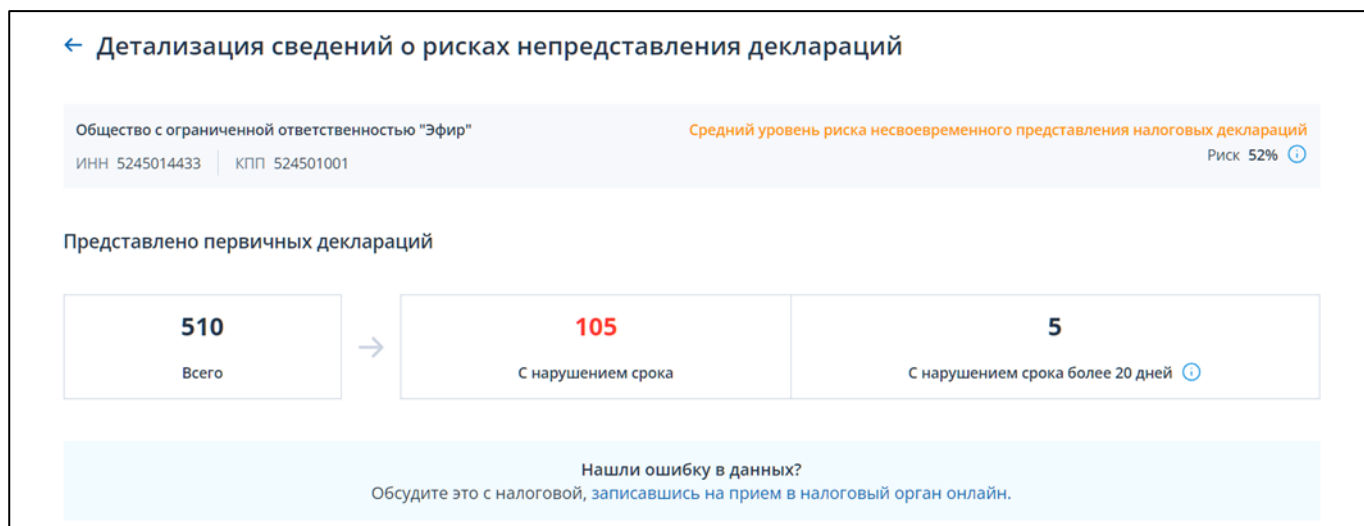 ← Детализация сведений о рисках непредставления деклараций
Общество с ограниченной ответственностью "Эфир"
Средний уровень риска несвоевременного представления налоговых деклараций
ИНН 5245014433 КПП 524501001
Риск 52%
Представлено первичных деклараций
510
→
105
5
Всего
С нарушением срока
С нарушением срока более 20 дней
Нашли ошибку в данных?
Обсудите это с налоговой, записавшись на прием в налоговый орган онлайн.